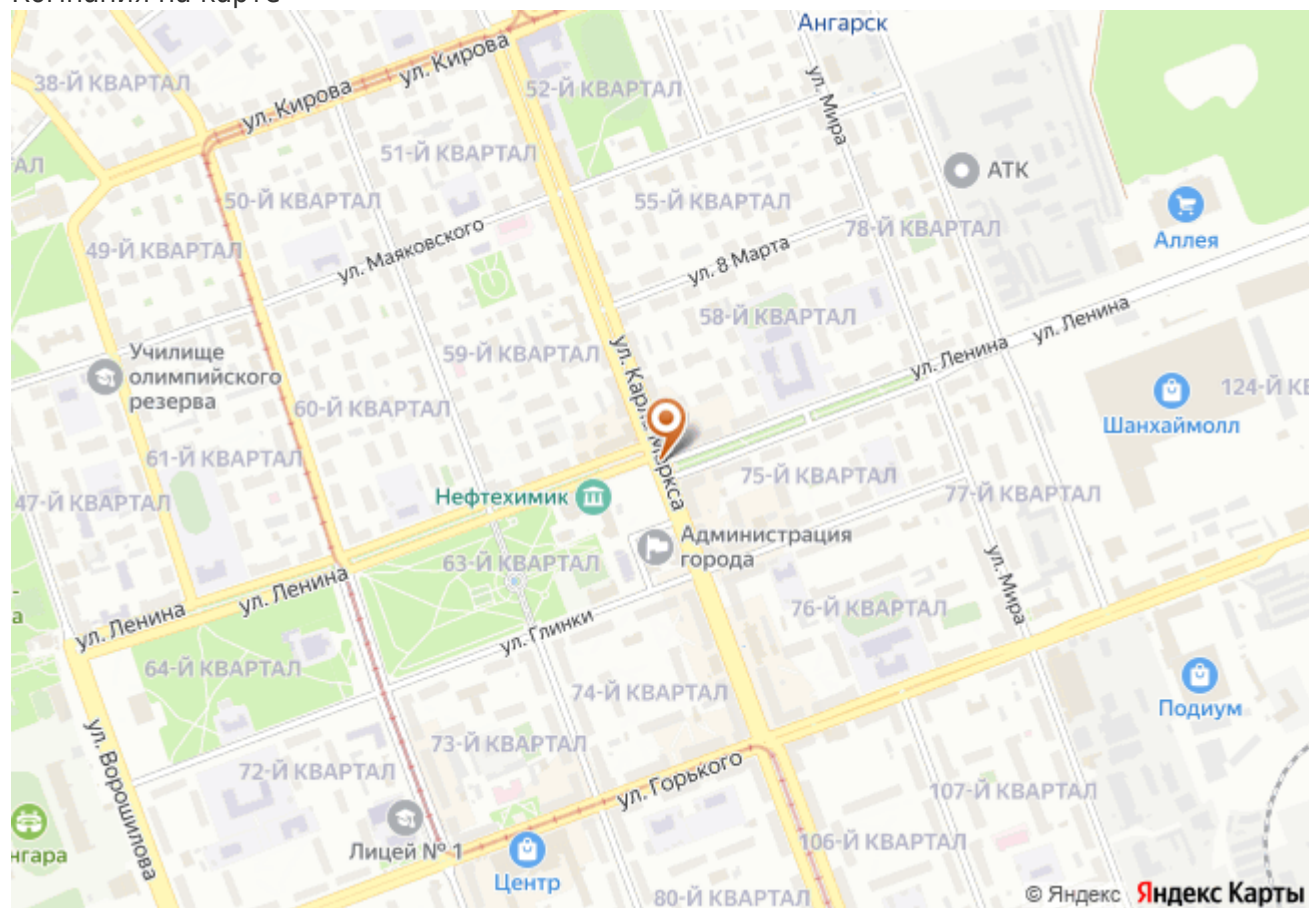 Компания на карте
Ангарск
38-Й КВАРТАЛ
ул. Кирова
ул. Кирова
52-Й КВАРТАЛ
ул. Мира
51-Й КВАРТАЛ
АТК
50-Й КВАРТАЛ
55-Й КВАРТАЛ
78-Й КВАРТАЛ
Аллея
49-Й КВАРТАЛ
ул. Маяковского
ул. 8 Марта
58-Й КВАРТАЛ
ул. Ленина
ул. Ленина
59-Й КВАРТАЛ
Училище
олимпийского
резерва
ул. Карла Маркса
60-Й КВАРТАЛ
Шанхаймолл
61-Й КВАРТАЛ
75-Й КВАРТАЛ
77-Й КВАРТАЛ
47-Й КВАРТАЛ
Нефтехимик
Администрация
города
63-Й КВАРТАЛ
ул. Ленина
ул. Ленина
ул. Мира
76-Й КВАРТАЛ
ул. Глинки
64-Й КВАРТАЛ
74-Й КВАРТАЛ
Подиум
73-Й КВАРТАЛ
ул. Ворошилова
72-Й КВАРТАЛ
ул. Горького
107-Й КВАРТАЛ
Лицей № 1
106-Й КВАРТАЛ
Центр
80-Й КВАРТАЛ
© Яндекс Яндекс Карты